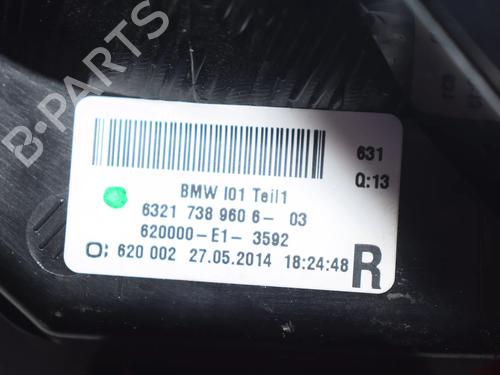 B-PARTS
631
Q:13
BMW I01 Teil1
6321 738 960 6- 03
620000-E1- 3592
O; 620 002 27.05.2014 18:24:48 R